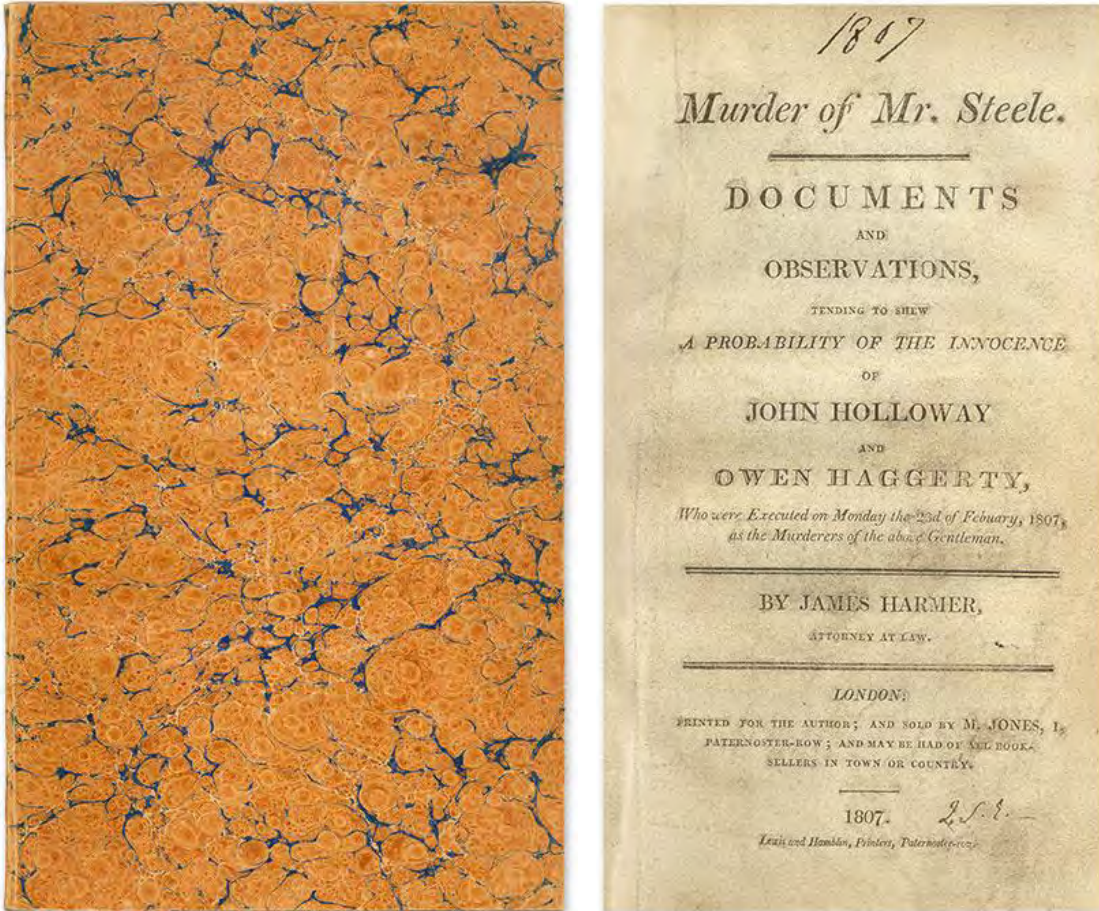 1807
Murder of Mr. Steele.
DOCUMENTS
AND
OBSERVATIONS,
TENDING TO SHEW
A PROBABILITY OF THE INNOCENCE
OF
JOHN HOLLOWAY
AND
OWEN HAGGERTY,
Who were Executed on Monday the 23d of Febuary, 1807,
as the Murderers of the above Gentleman.
BY JAMES HARMER,
ATTORNEY AT LAW.
LONDON:
PRINTED FOR THE AUTHOR; AND SOLD BY M. JONES, 1,
PATERNOSTER-ROW; AND MAY BE HAD OF ALL BOOK-
SELLERS IN TOWN OR COUNTRY.
1807.
Lewis and Hamblin, Printers, Paternoster-row.